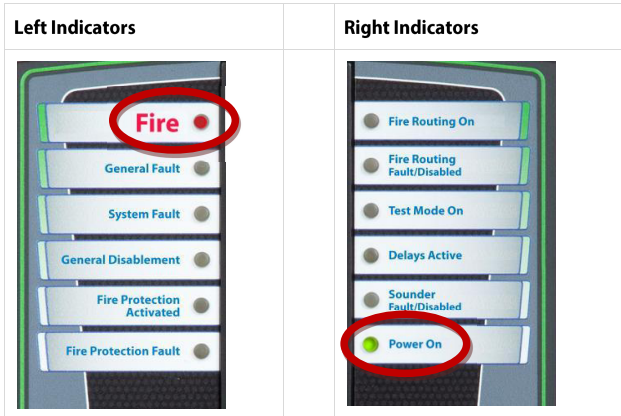 Left Indicators
Right Indicators
Fire
General Fault
System Fault
General Disablement
Fire Protection
Activated
Fire Protection Fault
Fire Routing On
Fire Routing
Fault/Disabled
Test Mode On
Delays Active
Sounder
Fault/Disabled
Power On